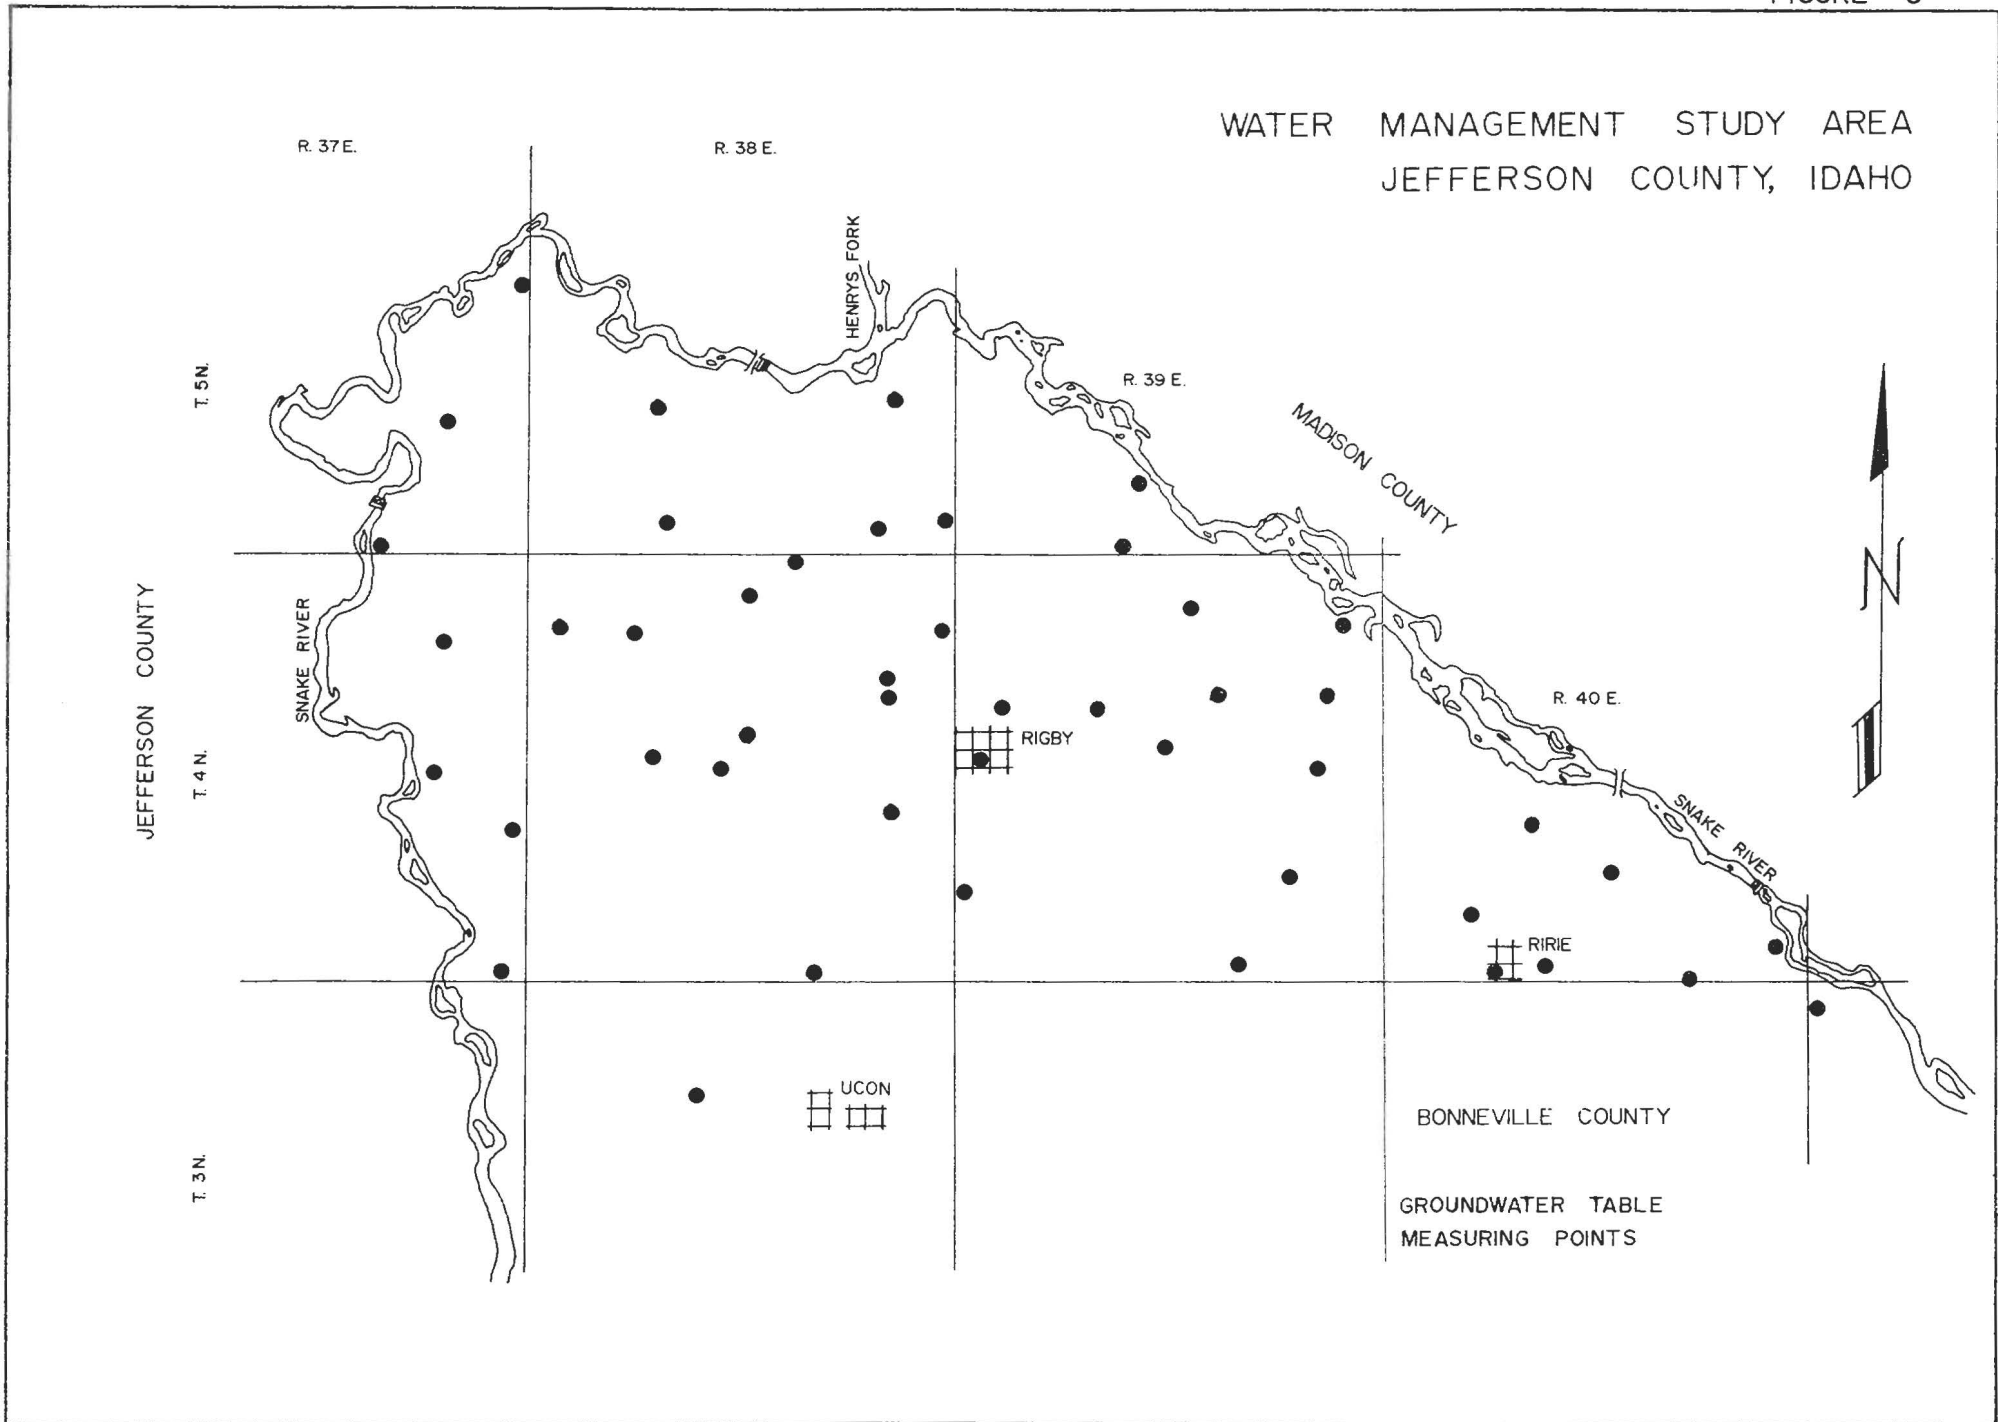 WATER MANAGEMENT STUDY AREA
JEFFERSON COUNTY, IDAHO
R. 37 E.
R. 38 E.
HENRYS FORK
T. 5 N.
R. 39 E.
MADISON COUNTY
N
JEFFERSON COUNTY
SNAKE RIVER
R. 40 E.
T. 4 N.
RIGBY
SNAKE RIVER
RIRIE
UCON
BONNEVILLE COUNTY
T. 3 N.
GROUNDWATER TABLE
MEASURING POINTS